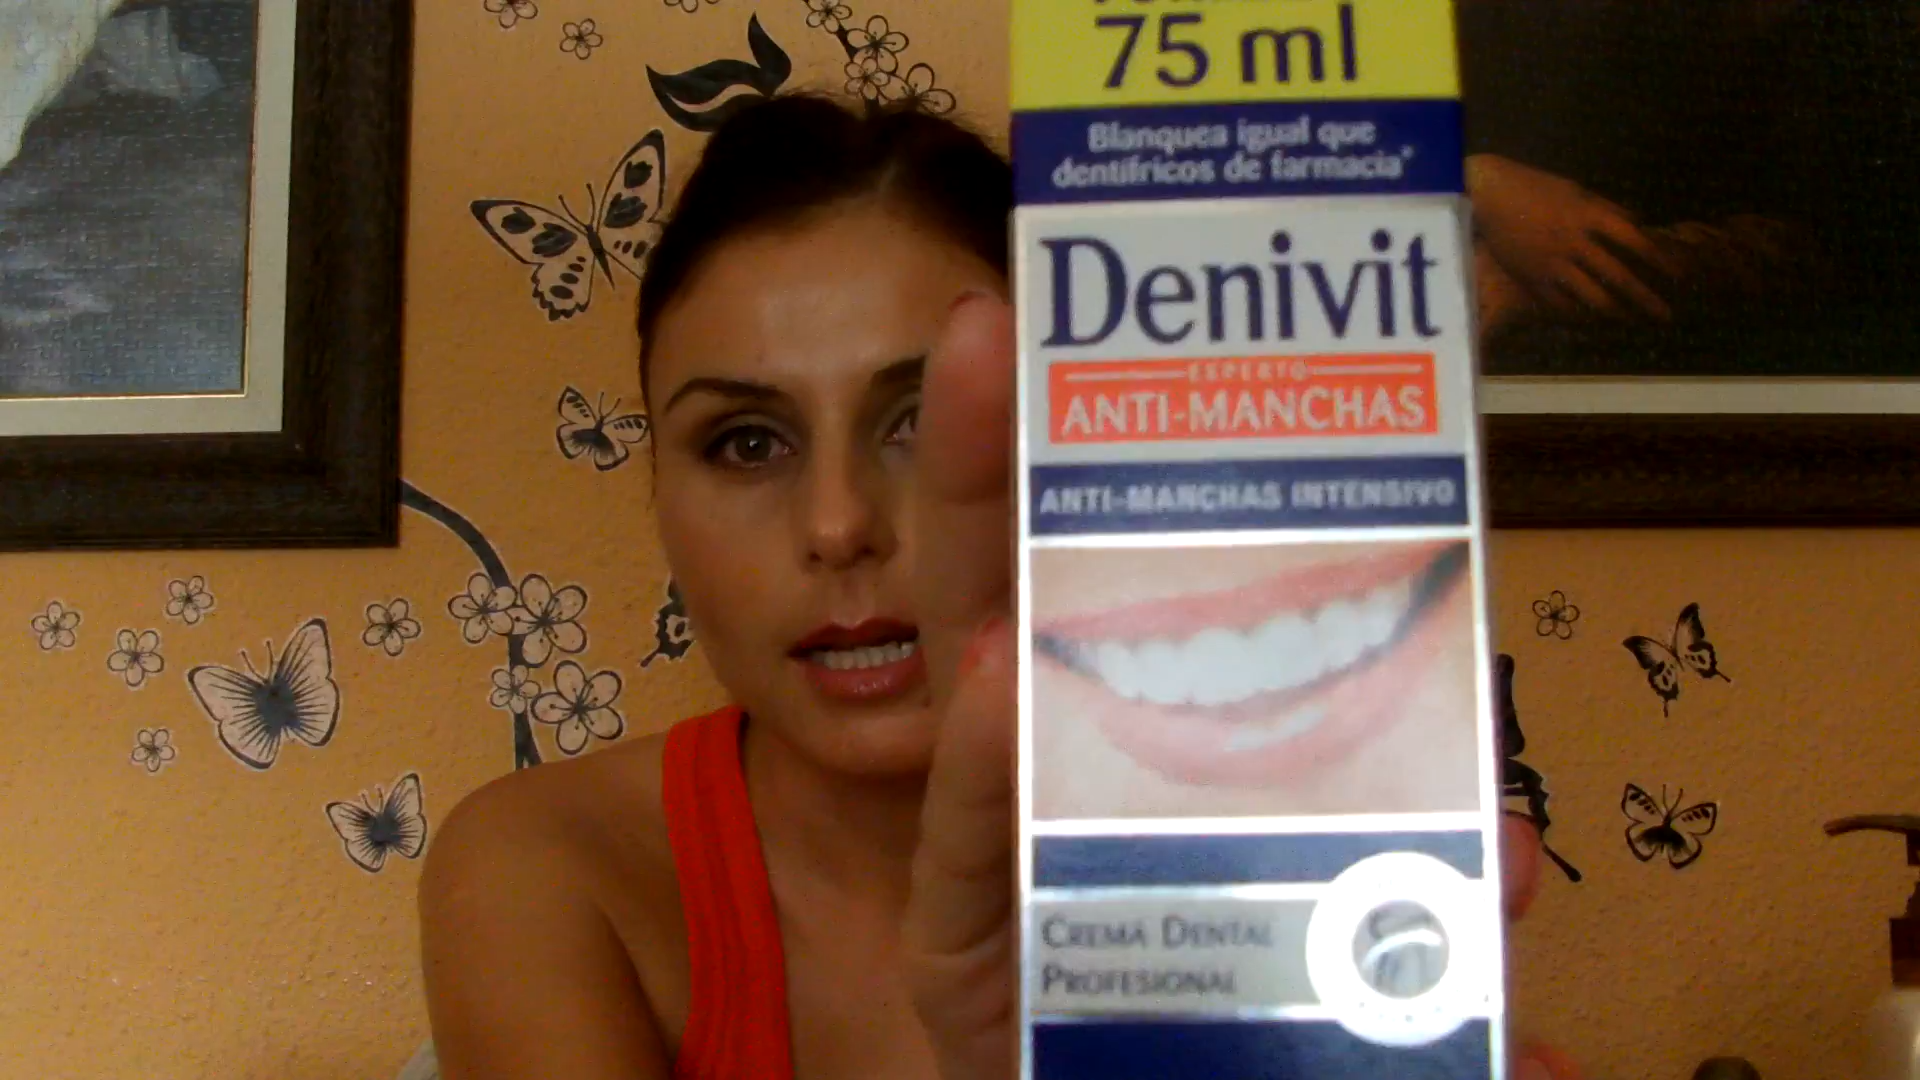 75 ml
Blanquea igual que
dentífricos de farmacia*
Denivit
EXPERTO
ANTI-MANCHAS
ANTI-MANCHAS INTENSIVO
CREMA DENTAL
PROFESIONAL